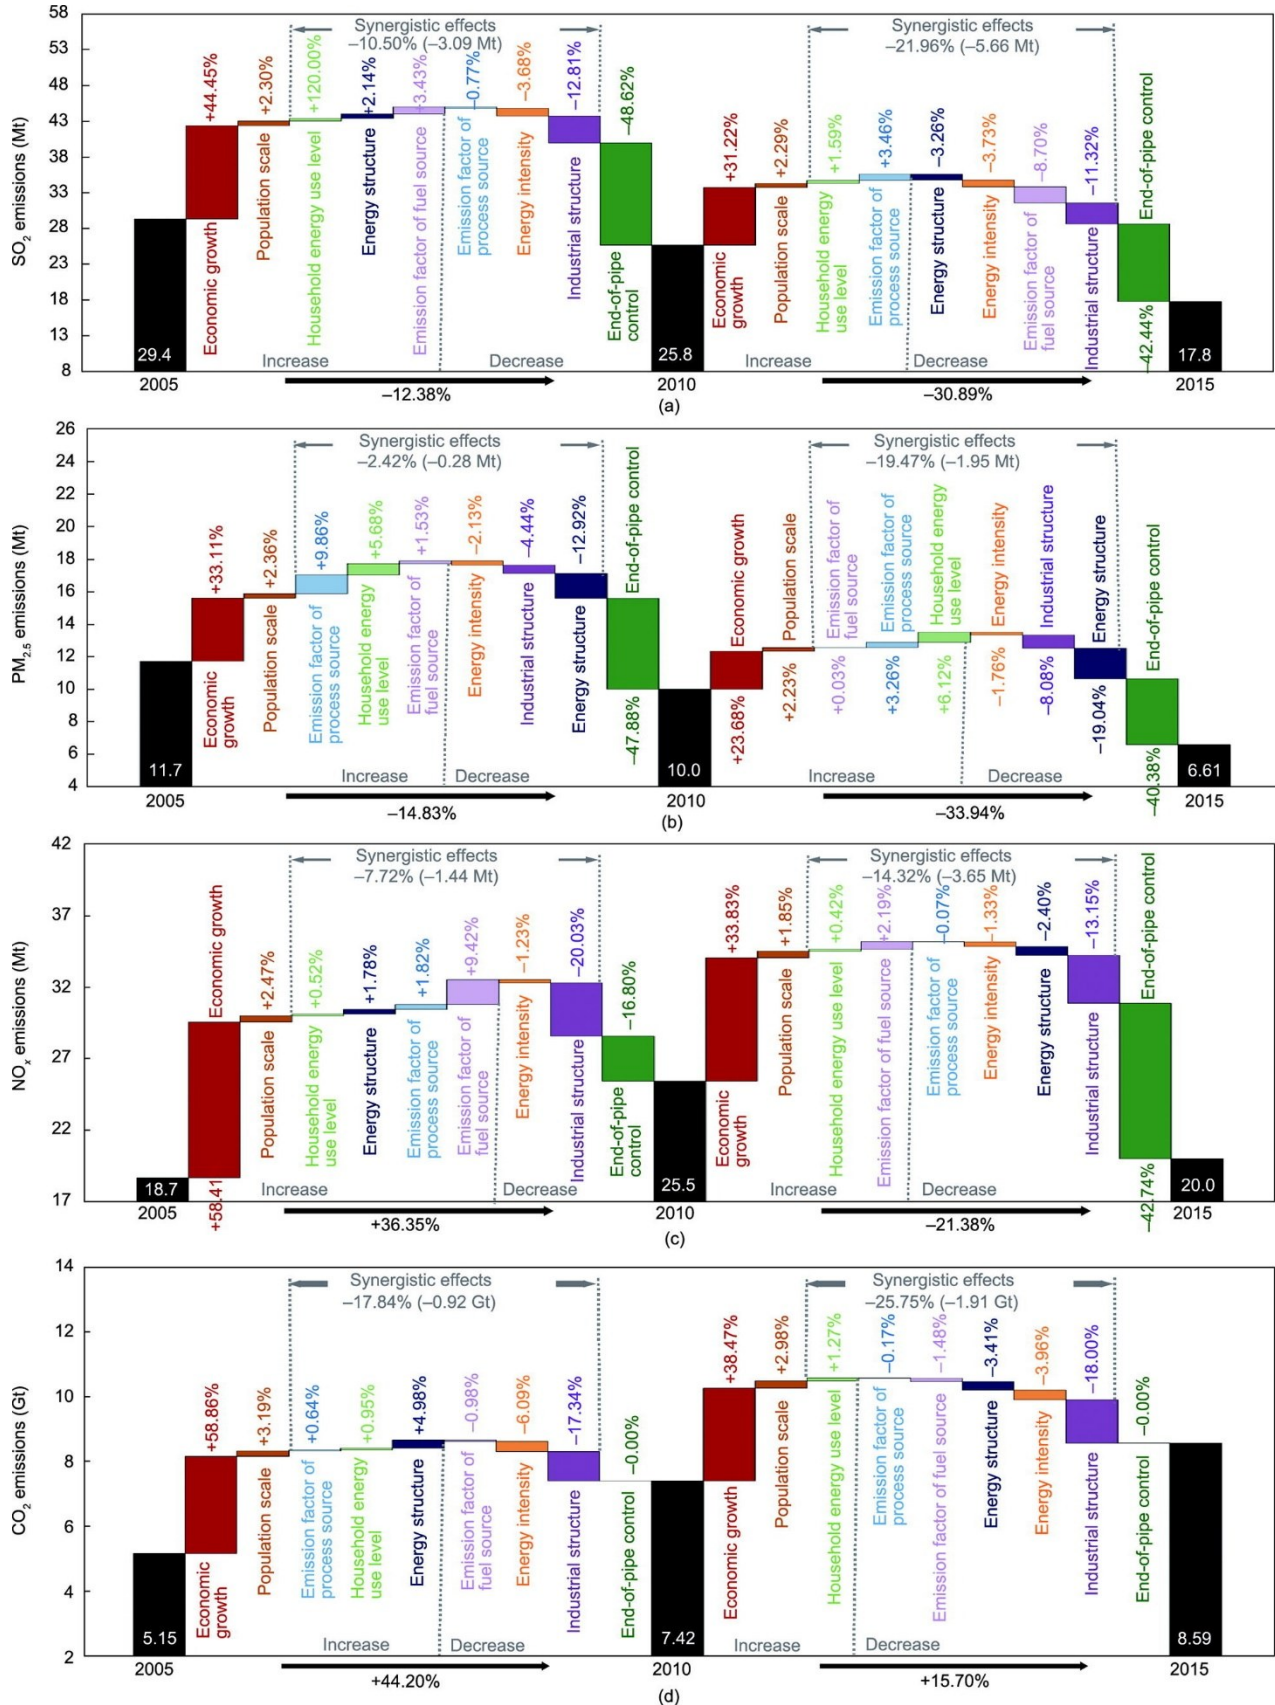 58
53
48
43
38
33
28
23
18
13
8
SO2 emissions (Mt)
Synergistic effects
–10.50% (–3.09 Mt)
Synergistic effects
–21.96% (–5.66 Mt)
+44.45%
+2.30%
+120.00%
+2.14%
+3.43%
–0.77%
–3.68%
–12.81%
–48.62%
+31.22%
+2.29%
+1.59%
+3.46%
–3.26%
–3.73%
–8.70%
–11.32%
End-of-pipe control
Economic growth
Population scale
Household energy use level
Energy structure
Emission factor of fuel source
Emission factor of
process source
Energy intensity
Industrial structure
End-of-pipe
control
Economic
growth
Population scale
Household energy
use level
Emission factor of
process source
Energy structure
Energy intensity
Emission factor of
fuel source
Industrial structure
–42.44%
29.4
Increase
Decrease
25.8
Increase
Decrease
17.8
2005
–12.38%
2010
–30.89%
2015
(a)
26
24
22
20
18
16
14
12
10
8
6
4
PM2.5 emissions (Mt)
Synergistic effects
–2.42% (–0.28 Mt)
Synergistic effects
–19.47% (–1.95 Mt)
+33.11%
+2.36%
+9.86%
+5.68%
+1.53%
–2.13%
–4.44%
–12.92%
End-of-pipe control
Economic growth
Population scale
Emission factor of
fuel source
Emission factor of
process source
Household energy
use level
Energy intensity
Industrial structure
Energy structure
End-of-pipe control
Economic
growth
Population scale
Emission factor of
process source
Household energy
use level
Emission factor of
fuel source
Energy intensity
Industrial structure
Energy structure
–47.88%
+23.68%
+2.23%
+0.03%
+3.26%
+6.12%
–1.76%
–8.08%
–19.04%
–40.38%
11.7
Increase
Decrease
10.0
Increase
Decrease
6.61
2005
–14.83%
2010
–33.94%
2015
(b)
42
37
32
27
22
17
NOx emissions (Mt)
Synergistic effects
–7.72% (–1.44 Mt)
Synergistic effects
–14.32% (–3.65 Mt)
Economic growth
+2.47%
+0.52%
+1.78%
+1.82%
+9.42%
–1.23%
–20.03%
–16.80%
+33.83%
+1.85%
+0.42%
+2.19%
–0.07%
–1.33%
–2.40%
–13.15%
End-of-pipe control
+58.41
Population scale
Household energy
use level
Energy structure
Emission factor of
process source
Emission factor of
fuel source
Energy intensity
Industrial structure
End-of-pipe
control
Economic
growth
Population scale
Household energy use level
Emission factor of fuel source
Emission factor of
process source
Energy intensity
Energy structure
Industrial structure
–42.74%
18.7
Increase
Decrease
25.5
Increase
Decrease
20.0
2005
+36.35%
2010
–21.38%
2015
(c)
14
12
10
8
6
4
2
CO2 emissions (Gt)
Synergistic effects
–17.84% (–0.92 Gt)
Synergistic effects
–25.75% (–1.91 Gt)
+58.86%
+3.19%
+0.64%
+0.95%
+4.98%
–0.98%
–6.09%
–17.34%
–0.00%
+38.47%
+2.98%
+1.27%
–0.17%
–1.48%
–3.41%
–3.96%
–18.00%
–0.00%
Economic
growth
Population scale
Emission factor of
process source
Household energy
use level
Energy structure
Emission factor of
fuel source
Energy intensity
Industrial structure
End-of-pipe control
Economic growth
Population scale
Household energy use level
Emission factor of
process source
Emission factor of fuel source
Energy structure
Energy intensity
Industrial structure
End-of-pipe control
5.15
Increase
Decrease
7.42
Increase
Decrease
8.59
2005
+44.20%
2010
+15.70%
2015
(d)